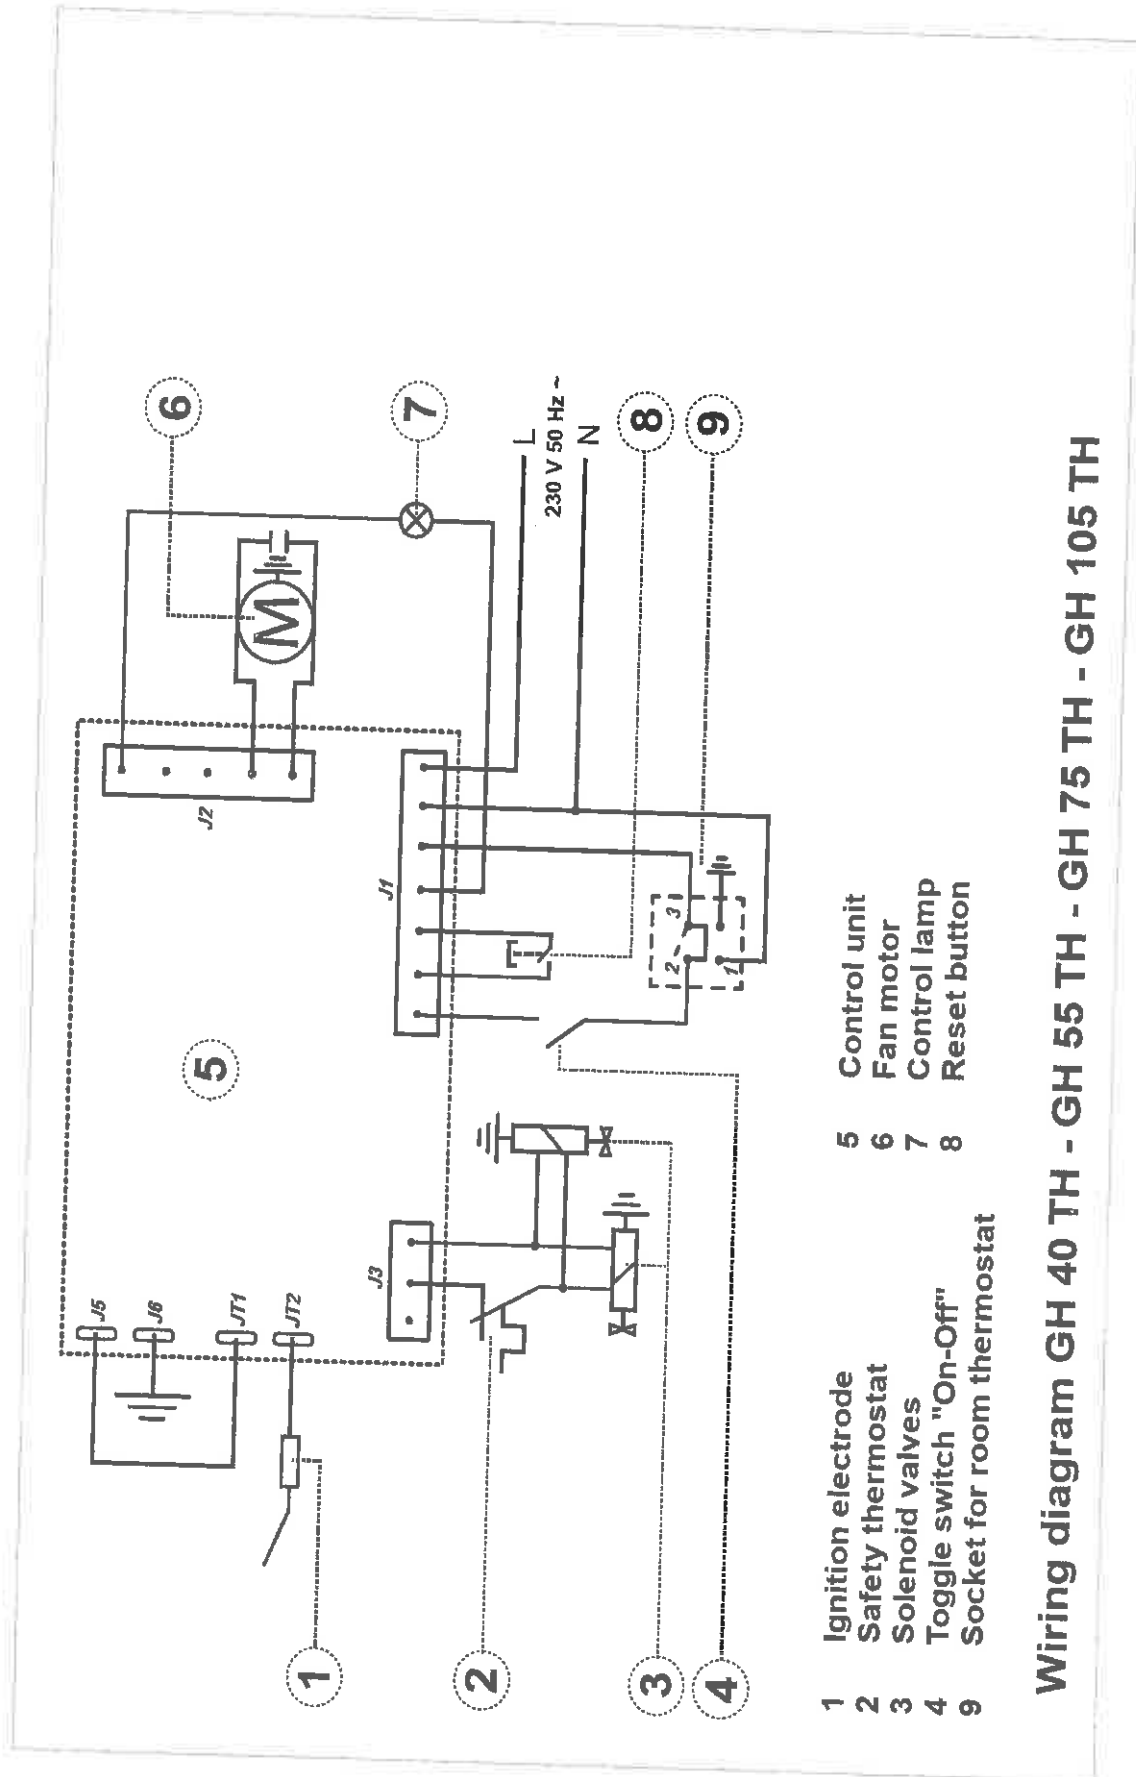 6
7
L
230 V 50 Hz ~
N
8
9
M
J2
J1
5
3
2
1
J5
J6
JT1
JT2
J3
1
2
3
4
1 Ignition electrode
2 Safety thermostat
3 Solenoid valves
4 Toggle switch "On-Off"
9 Socket for room thermostat
5 Control unit
6 Fan motor
7 Control lamp
8 Reset button
Wiring diagram GH 40 TH - GH 55 TH - GH 75 TH - GH 105 TH